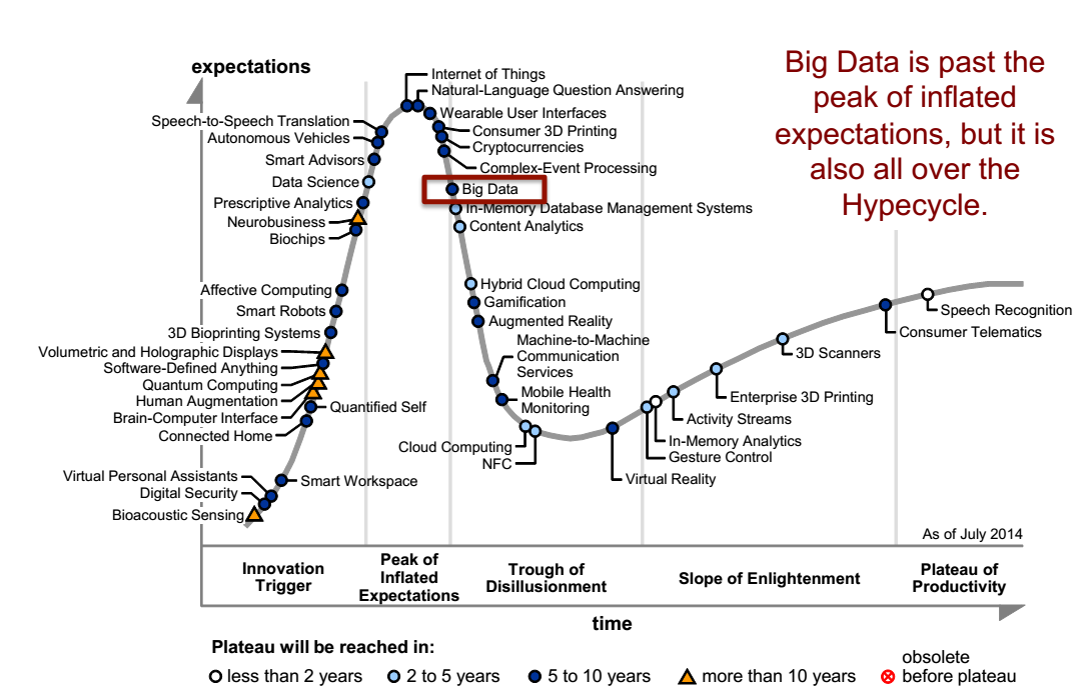 expectations
Big Data is past the
peak of inflated
expectations, but it is
also all over the
Hypecycle.
Internet of Things
Natural-Language Question Answering
Wearable User Interfaces
Consumer 3D Printing
Cryptocurrencies
Complex-Event Processing
Big Data
In-Memory Database Management Systems
Content Analytics
Speech-to-Speech Translation
Autonomous Vehicles
Smart Advisors
Data Science
Prescriptive Analytics
Neurobusiness
Biochips
Affective Computing
Smart Robots
3D Bioprinting Systems
Volumetric and Holographic Displays
Software-Defined Anything
Quantum Computing
Human Augmentation
Brain-Computer Interface
Quantified Self
Connected Home
Virtual Personal Assistants
Smart Workspace
Digital Security
Bioacoustic Sensing
Hybrid Cloud Computing
Gamification
Augmented Reality
Machine-to-Machine
Communication
Services
Mobile Health
Monitoring
Cloud Computing
NFC
Virtual Reality
Gesture Control
In-Memory Analytics
Activity Streams
Enterprise 3D Printing
3D Scanners
Consumer Telematics
Speech Recognition
As of July 2014
Innovation
Trigger
Peak of
Inflated
Expectations
Trough of
Disillusionment
Slope of Enlightenment
Plateau of
Productivity
time
Plateau will be reached in:
less than 2 years
2 to 5 years
5 to 10 years
more than 10 years
obsolete
before plateau